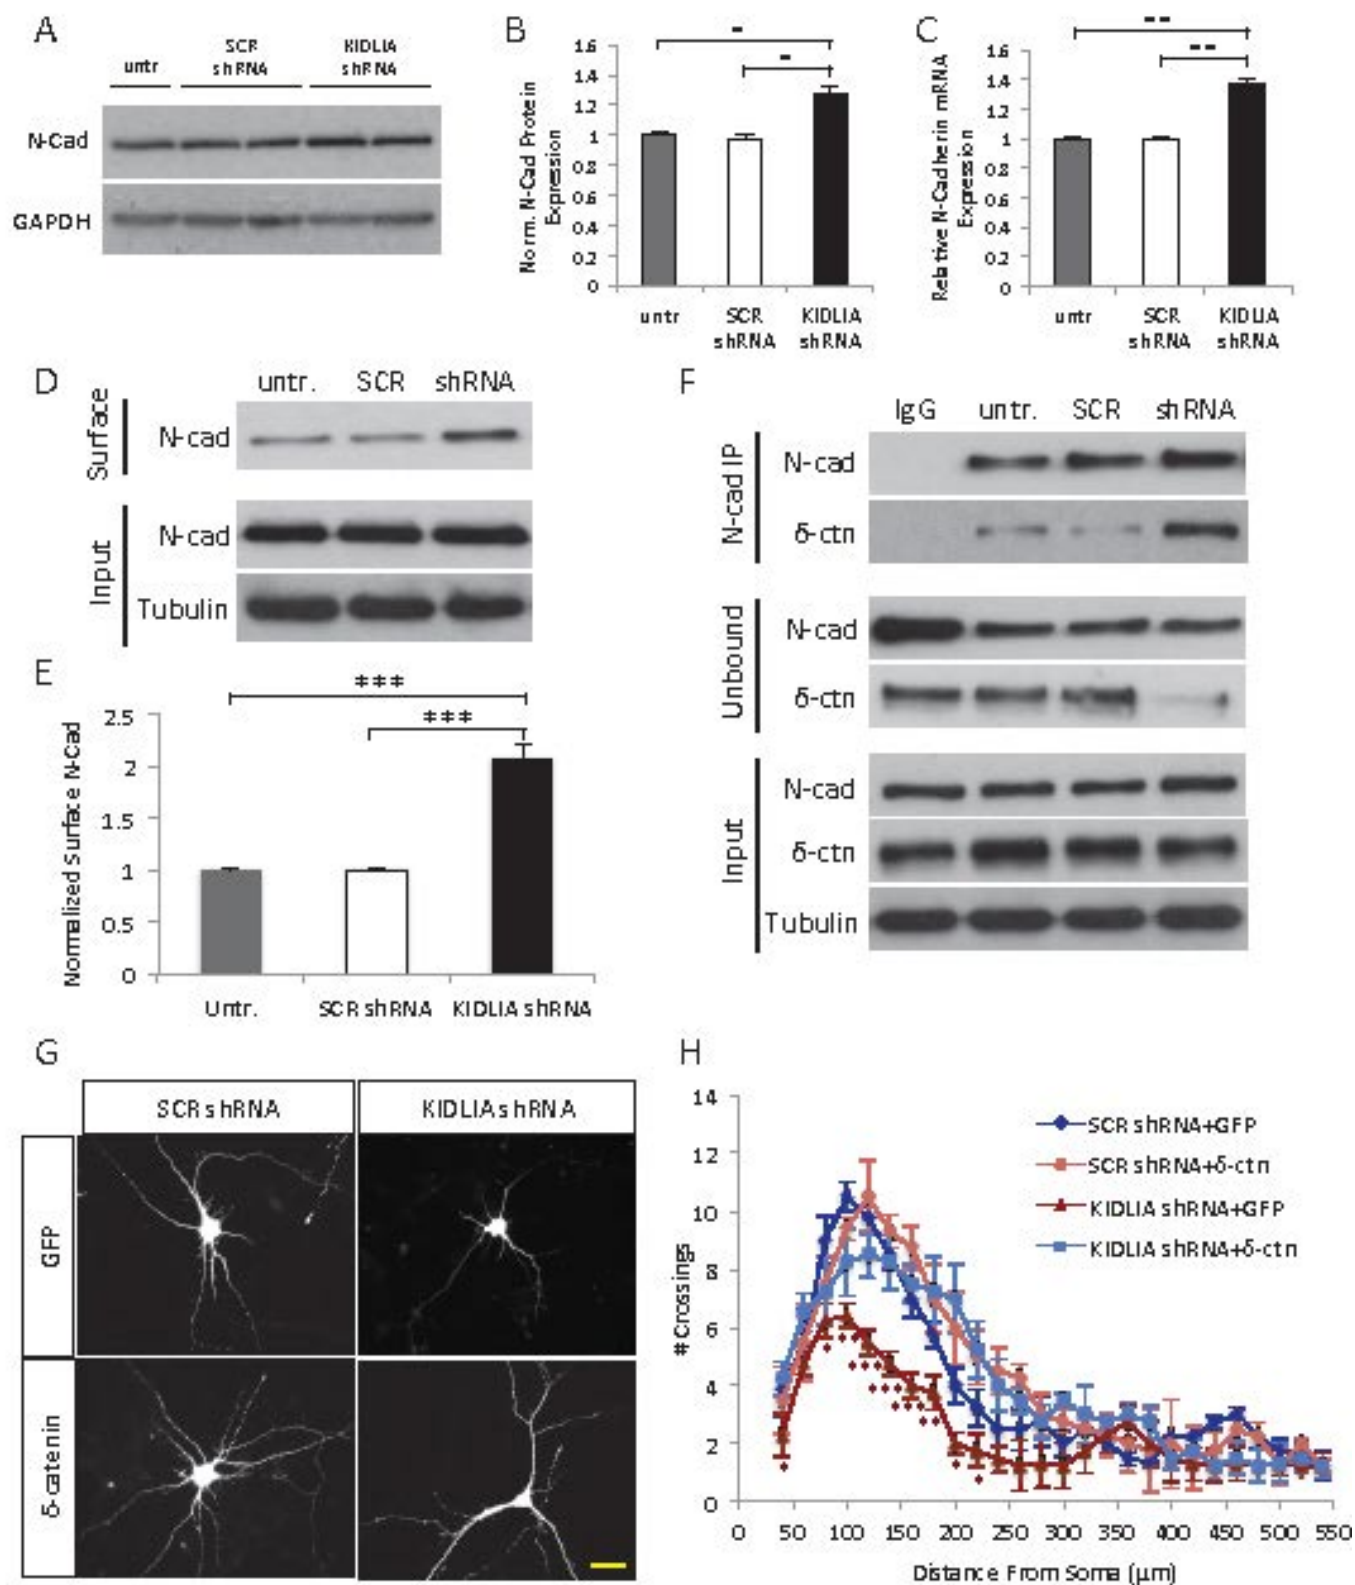 A
untr
SCR
shRNA
KIDLIA
shRNA
N-Cad
GAPDH
B
Norm. N-Cad Protein
Expression
1.6
1.4
1.2
1
0.8
0.6
0.4
0.2
0
untr
SCR
shRNA
KIDLIA
shRNA
C
Relative N-Cadherin mRNA
Expression
1.6
1.4
1.2
1
0.8
0.6
0.4
0.2
0
untr
SCR
shRNA
KIDLIA
shRNA
D
untr.
SCR
shRNA
Surface
N-cad
Input
N-cad
Tubulin
E
Normalized Surface N-Cad
2.5
2
1.5
1
0.5
0
***
***
Untr.
SCR shRNA
KIDLIA shRNA
F
IgG
untr.
SCR
shRNA
N-cad IP
N-cad
δ-ctn
Unbound
N-cad
δ-ctn
Input
N-cad
δ-ctn
Tubulin
G
SCR shRNA
KIDLIA shRNA
GFP
δ-catenin
H
# Crossings
14
12
10
8
6
4
2
0
SCR shRNA+GFP
SCR shRNA+δ-ctn
KIDLIA shRNA+GFP
KIDLIA shRNA+δ-ctn
0 50 100 150 200 250 300 350 400 450 500 550
Distance From Soma (μm)